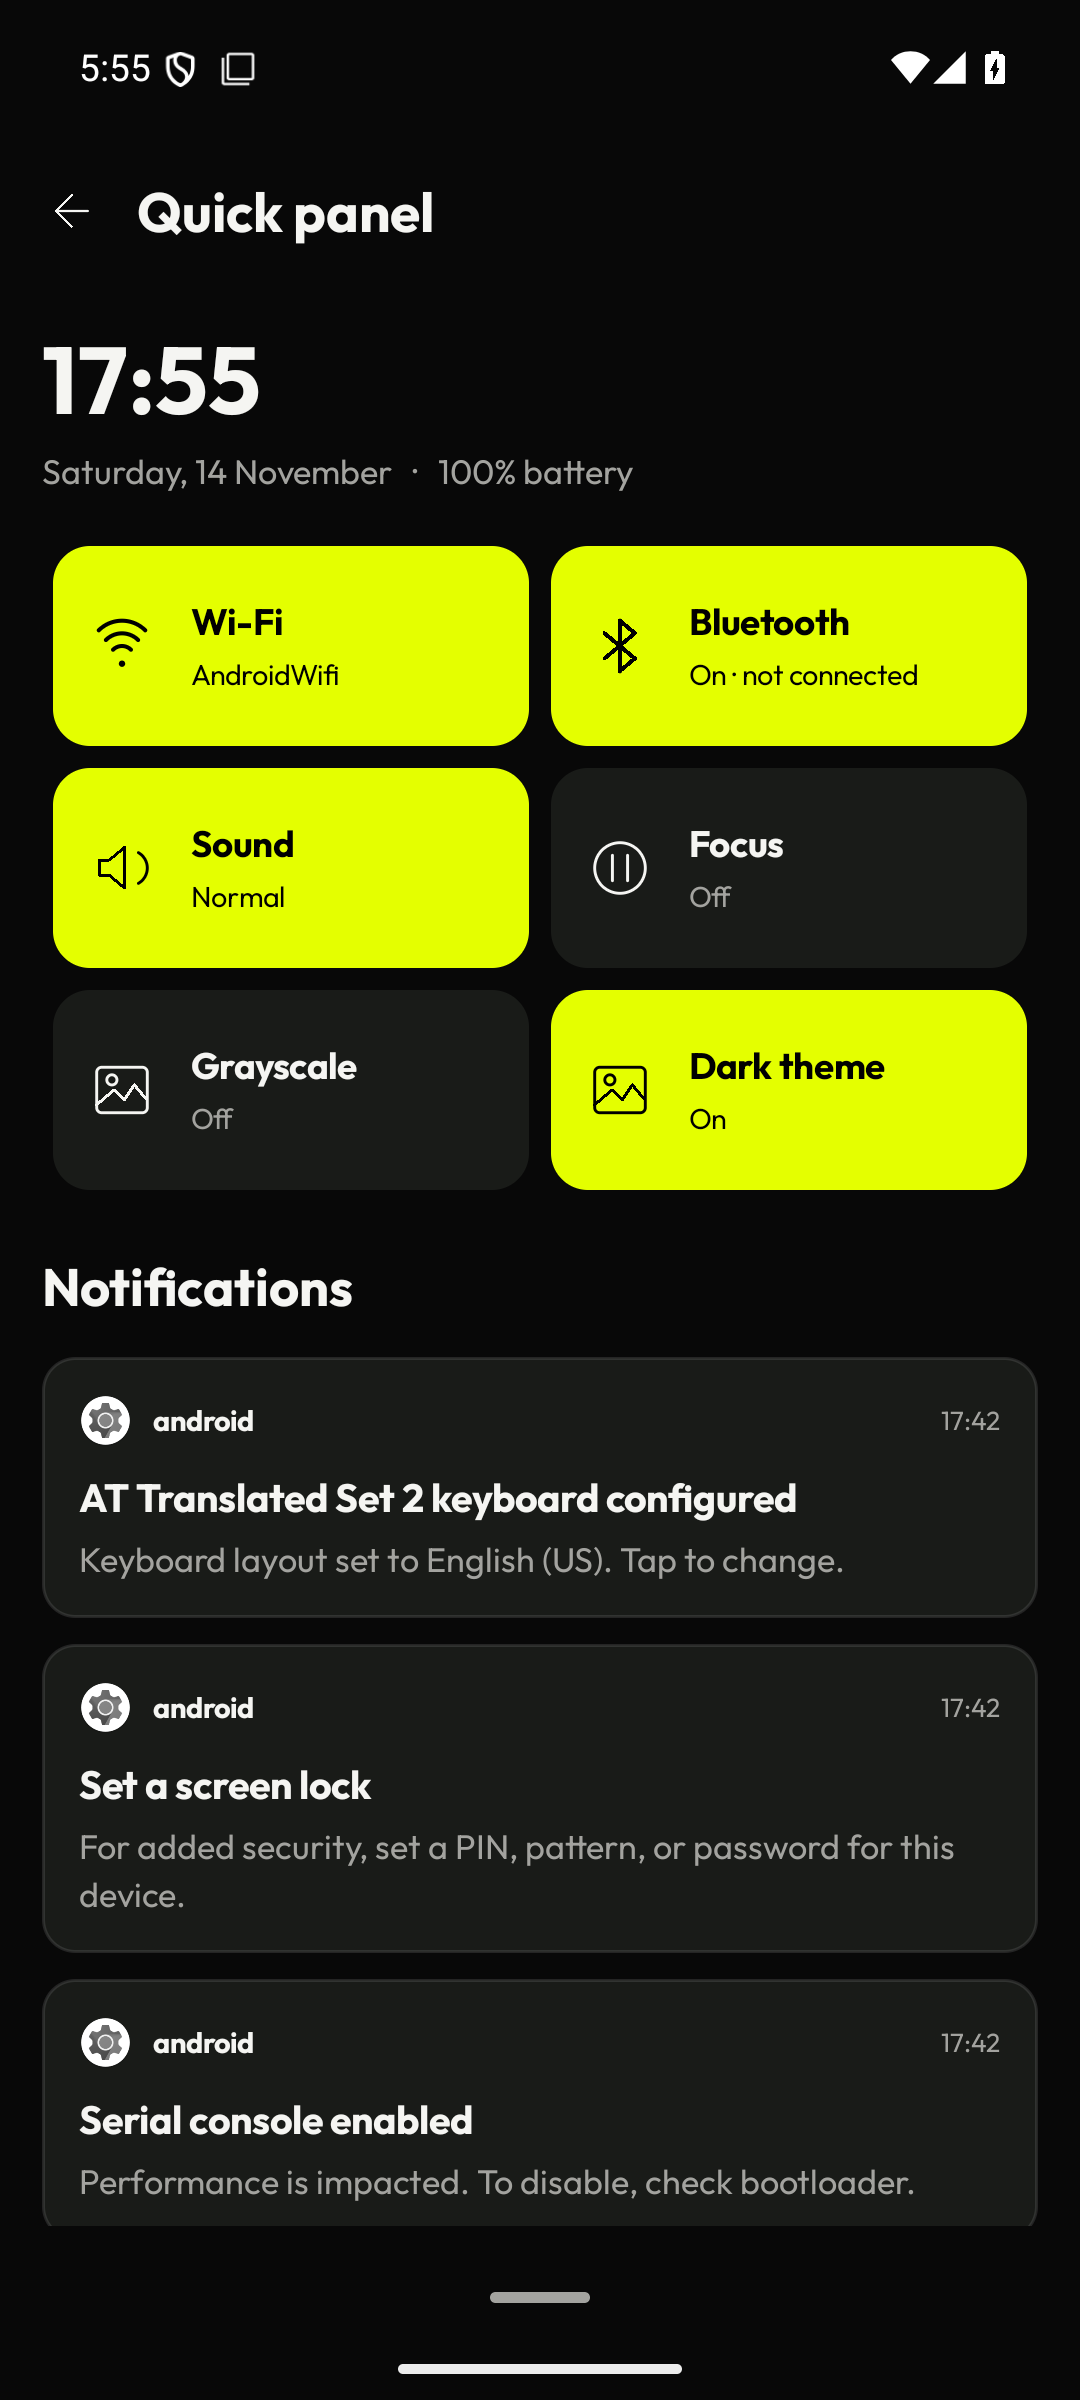 5:55
Quick panel
17:55
Saturday, 14 November · 100% battery
Wi-Fi
AndroidWifi
Bluetooth
On · not connected
Sound
Normal
Focus
Off
Grayscale
Off
Dark theme
On
Notifications
android 17:42
AT Translated Set 2 keyboard configured
Keyboard layout set to English (US). Tap to change.
android 17:42
Set a screen lock
For added security, set a PIN, pattern, or password for this
device.
android 17:42
Serial console enabled
Performance is impacted. To disable, check bootloader.